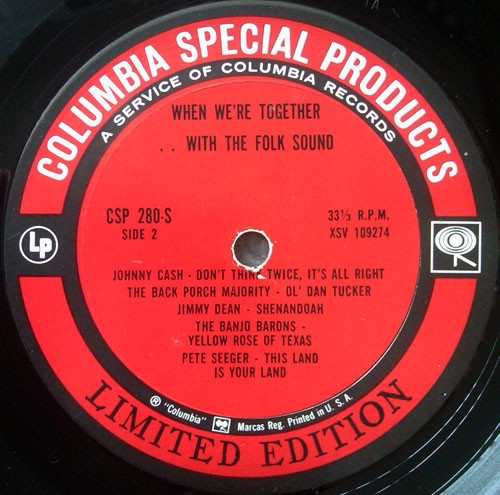 COLUMBIA SPECIAL PRODUCTS
A SERVICE OF COLUMBIA RECORDS
WHEN WE'RE TOGETHER
. . WITH THE FOLK SOUND
CSP 280-S
SIDE 2
33⅓ R.P.M.
XSV 109274
Lp
JOHNNY CASH - DON'T THINK TWICE, IT'S ALL RIGHT
THE BACK PORCH MAJORITY - OL' DAN TUCKER
JIMMY DEAN - SHENANDOAH
THE BANJO BARONS -
YELLOW ROSE OF TEXAS
PETE SEEGER - THIS LAND
IS YOUR LAND
® "Columbia" Marcas Reg. Printed in U. S. A.
LIMITED EDITION